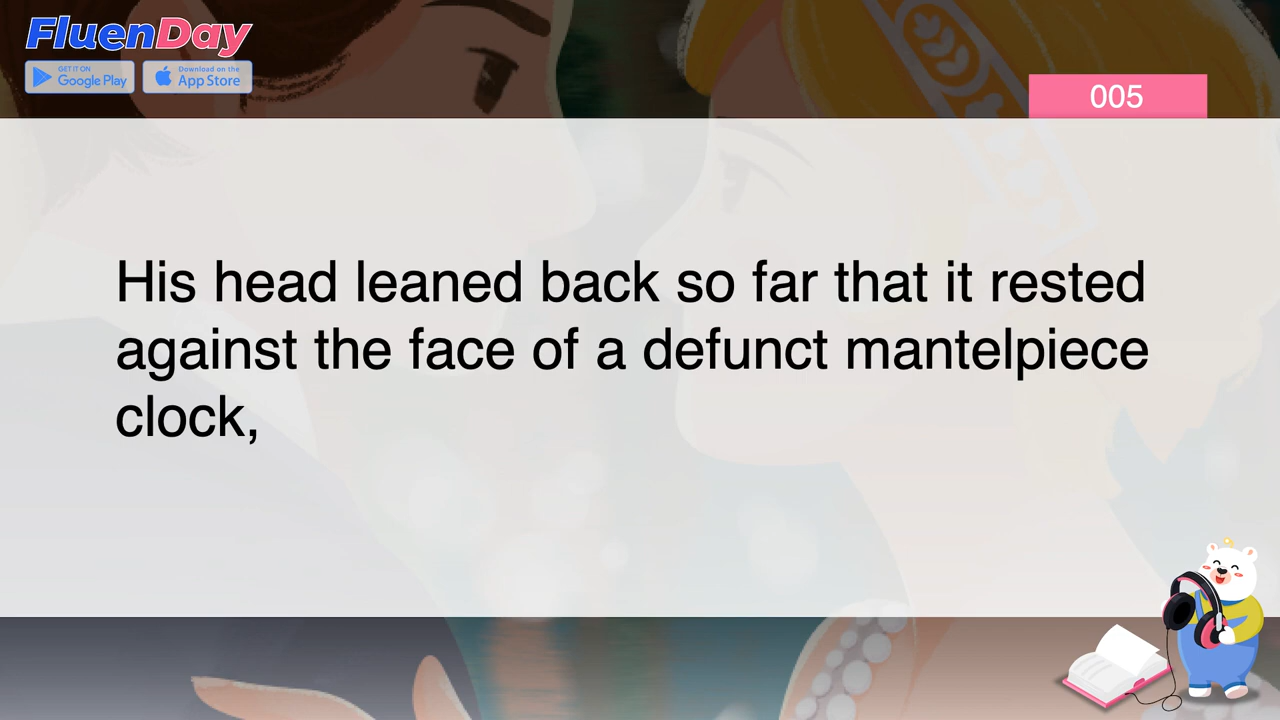 FluenDay
GET IT ON
Google Play
Download on the
App Store
005
His head leaned back so far that it rested
against the face of a defunct mantelpiece
clock,